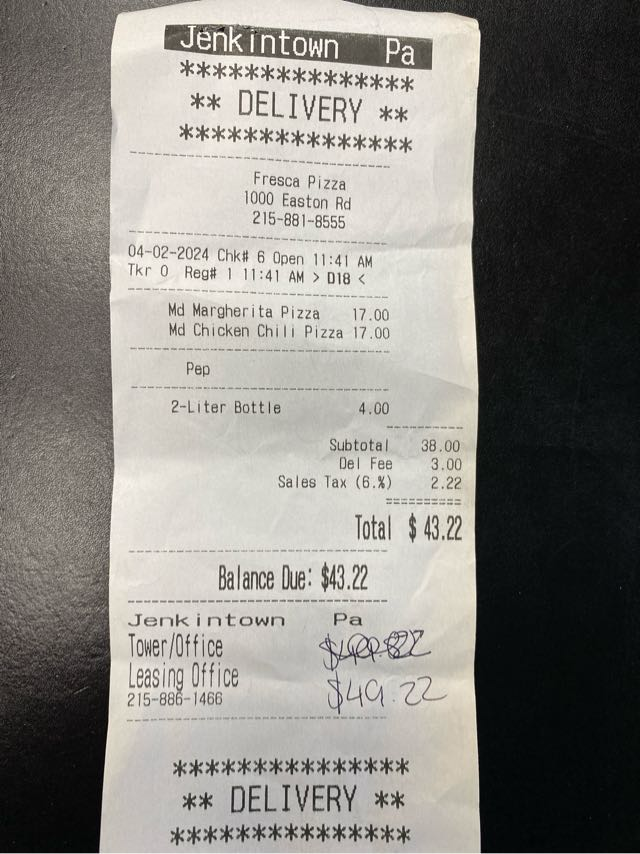 Jenkintown Pa
***************
** DELIVERY **
***************
Fresca Pizza
1000 Easton Rd
215-881-8555
04-02-2024 Chk# 6 Open 11:41 AM
Tkr 0 Reg# 1 11:41 AM > D18 <
Md Margherita Pizza 17.00
Md Chicken Chili Pizza 17.00
Pep
2-Liter Bottle 4.00
Subtotal 38.00
Del Fee 3.00
Sales Tax (6.%) 2.22
Total $ 43.22
Balance Due: $43.22
Jenkintown Pa
Tower/Office
Leasing Office
$49.22
215-886-1466
***************
** DELIVERY **
***************